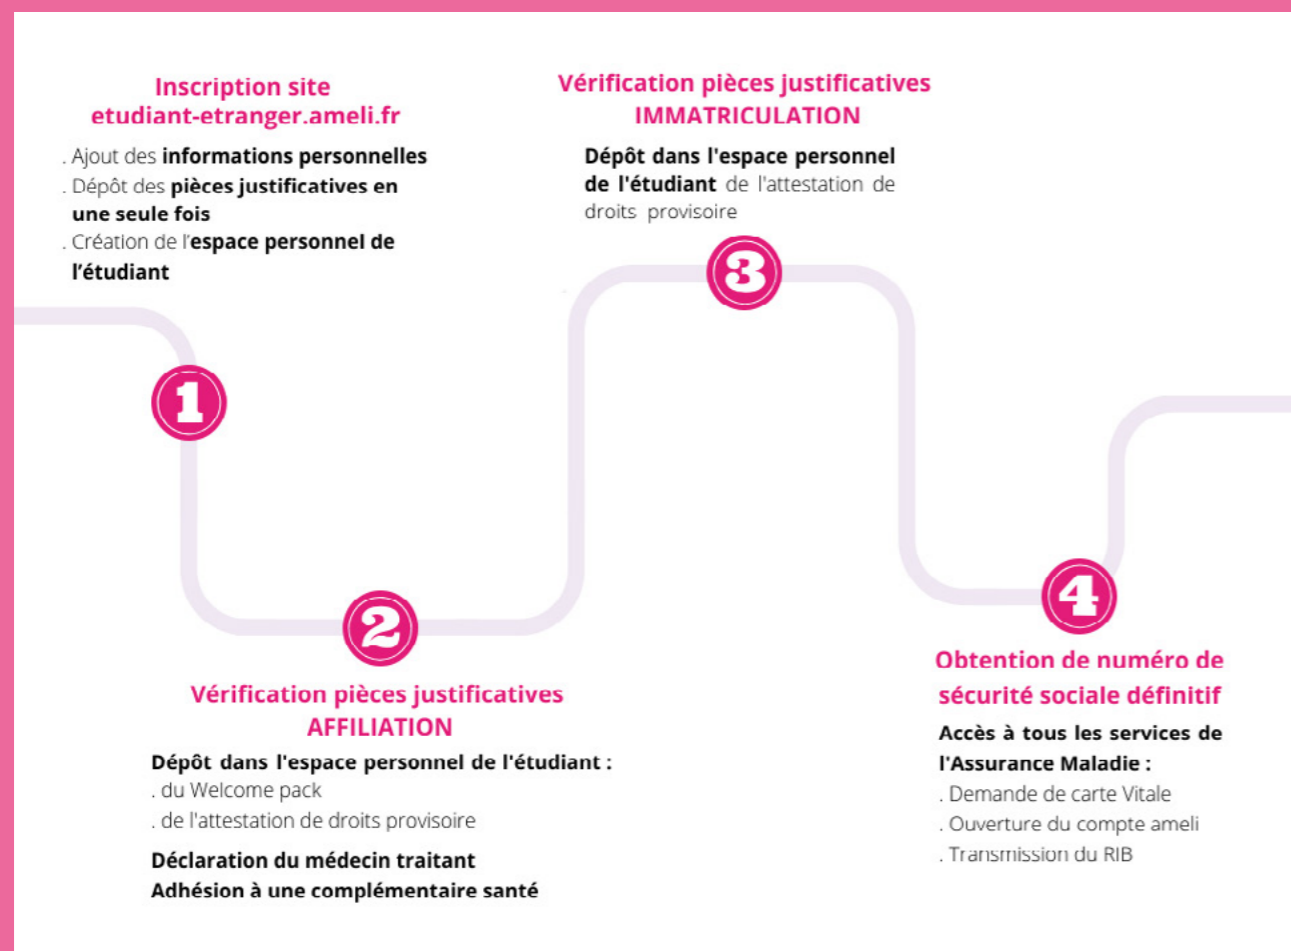 Inscription site
etudiant-etranger.ameli.fr
. Ajout des informations personnelles
. Dépôt des pièces justificatives en
une seule fois
. Création de l'espace personnel de
l’étudiant
1
2
Vérification pièces justificatives
AFFILIATION
Dépôt dans l'espace personnel de l'étudiant :
. du Welcome pack
. de l'attestation de droits provisoire
Déclaration du médecin traitant
Adhésion à une complémentaire santé
Vérification pièces justificatives
IMMATRICULATION
Dépôt dans l'espace personnel
de l'étudiant de l'attestation de
droits provisoire
3
4
Obtention de numéro de
sécurité sociale définitif
Accès à tous les services de
l'Assurance Maladie :
. Demande de carte Vitale
. Ouverture du compte ameli
. Transmission du RIB